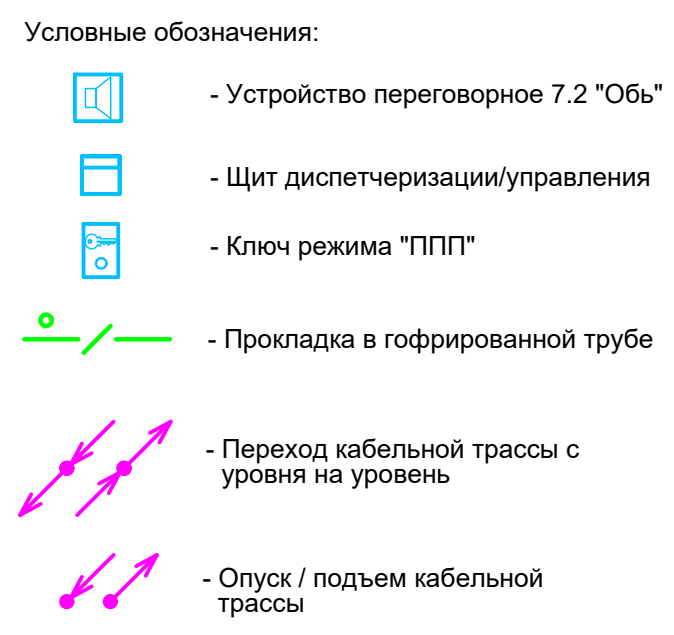 Условные обозначения:
- Устройство переговорное 7.2 "Обь"
- Щит диспетчеризации/управления
- Ключ режима "ППП"
- Прокладка в гофрированной трубе
- Переход кабельной трассы с
уровня на уровень
- Опуск / подъем кабельной
трассы